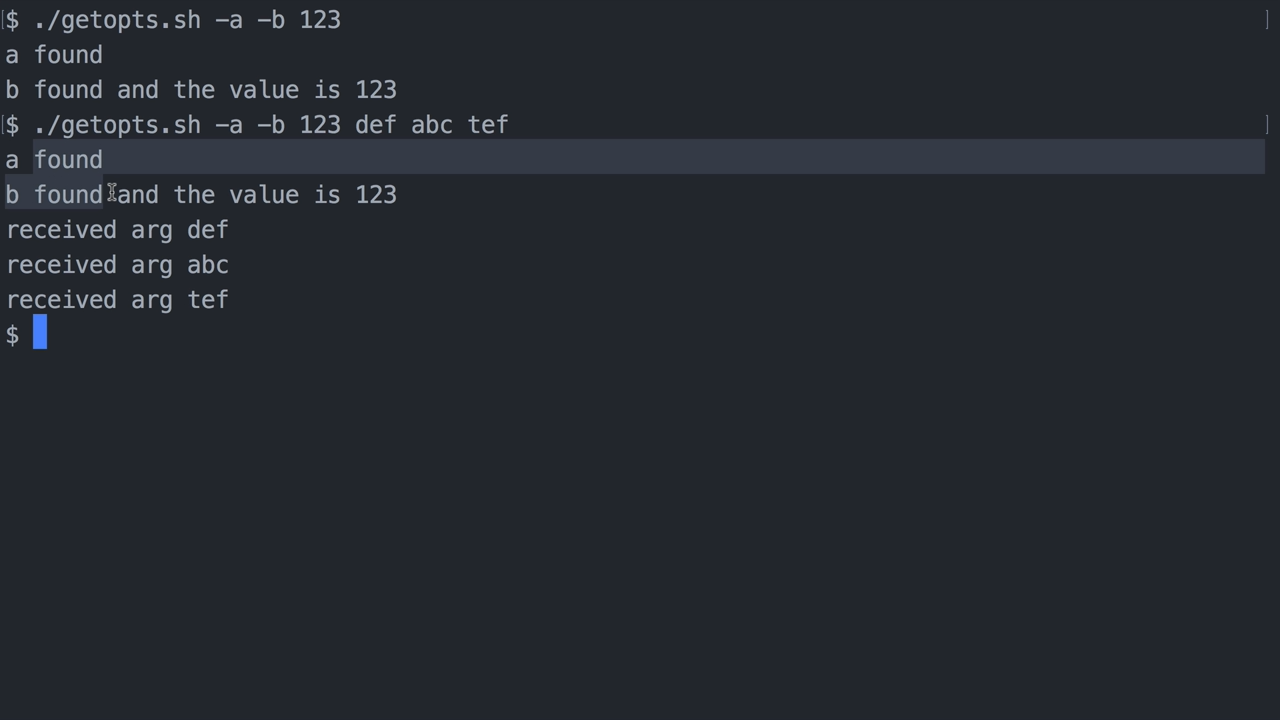 [$ ./getopts.sh -a -b 123 ]
a found
b found and the value is 123
[$ ./getopts.sh -a -b 123 def abc tef ]
a found
b found and the value is 123
received arg def
received arg abc
received arg tef
$